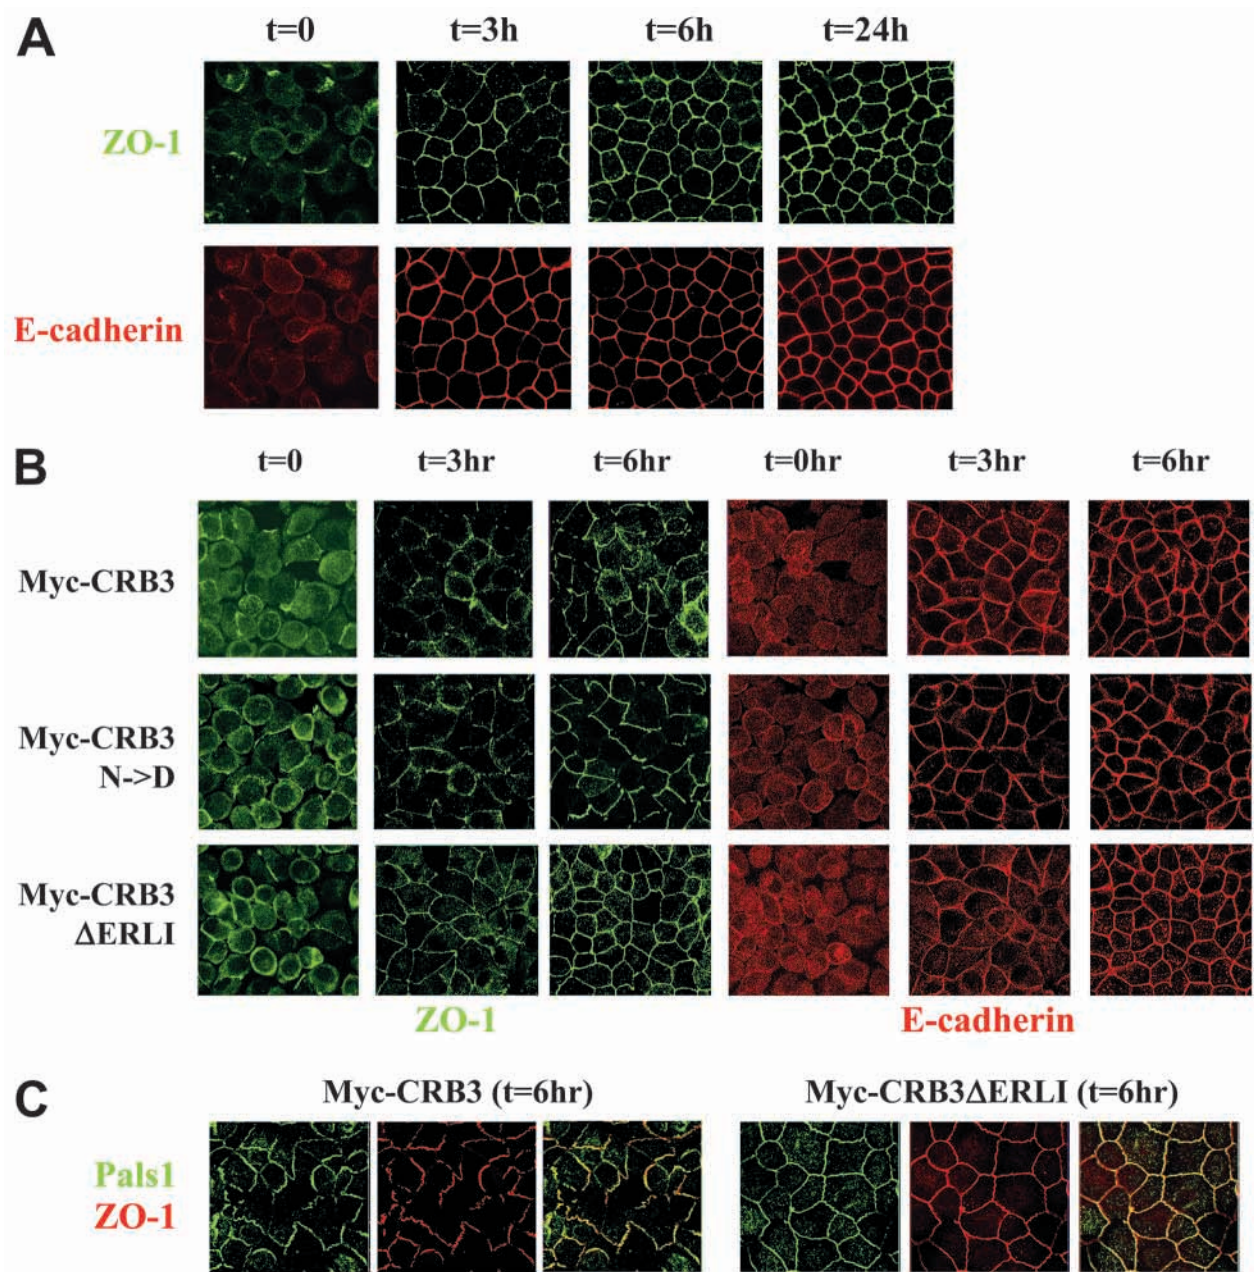 A
t=0 t=3h t=6h t=24h
ZO-1
E-cadherin
B
t=0 t=3hr t=6hr t=0hr t=3hr t=6hr
Myc-CRB3
Myc-CRB3
N->D
Myc-CRB3
ΔERLI
ZO-1 E-cadherin
C
Myc-CRB3 (t=6hr) Myc-CRB3ΔERLI (t=6hr)
Pals1
ZO-1